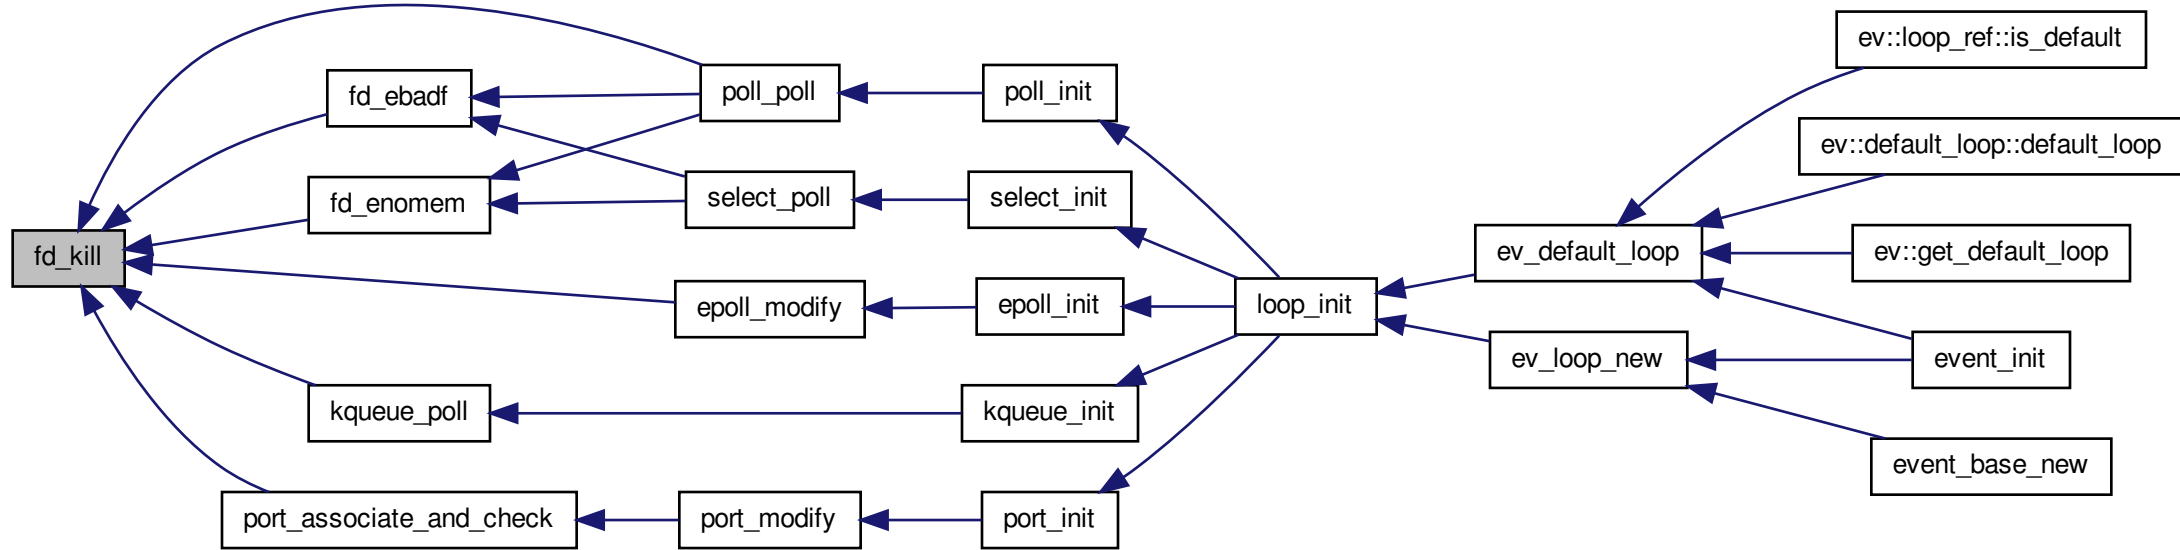 fd_kill
fd_ebadf
fd_enomem
kqueue_poll
port_associate_and_check
poll_poll
select_poll
epoll_modify
port_modify
poll_init
select_init
epoll_init
kqueue_init
port_init
loop_init
ev_default_loop
ev_loop_new
ev::loop_ref::is_default
ev::default_loop::default_loop
ev::get_default_loop
event_init
event_base_new